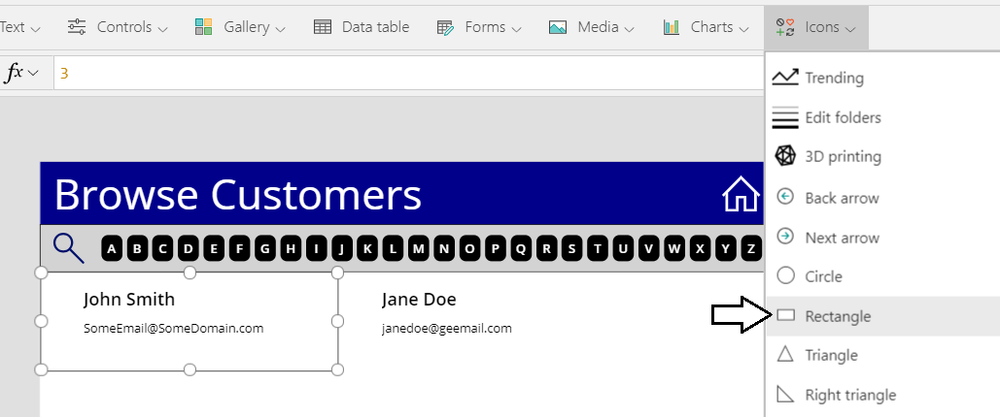 Text Controls Gallery Data table Forms Media Charts Icons
fx 3
Trending
Edit folders
3D printing
Back arrow
Next arrow
Circle
Rectangle
Triangle
Right triangle
Browse Customers
A B C D E F G H I J K L M N O P Q R S T U V W X Y Z
John Smith Jane Doe
SomeEmail@SomeDomain.com janedoe@geemail.com